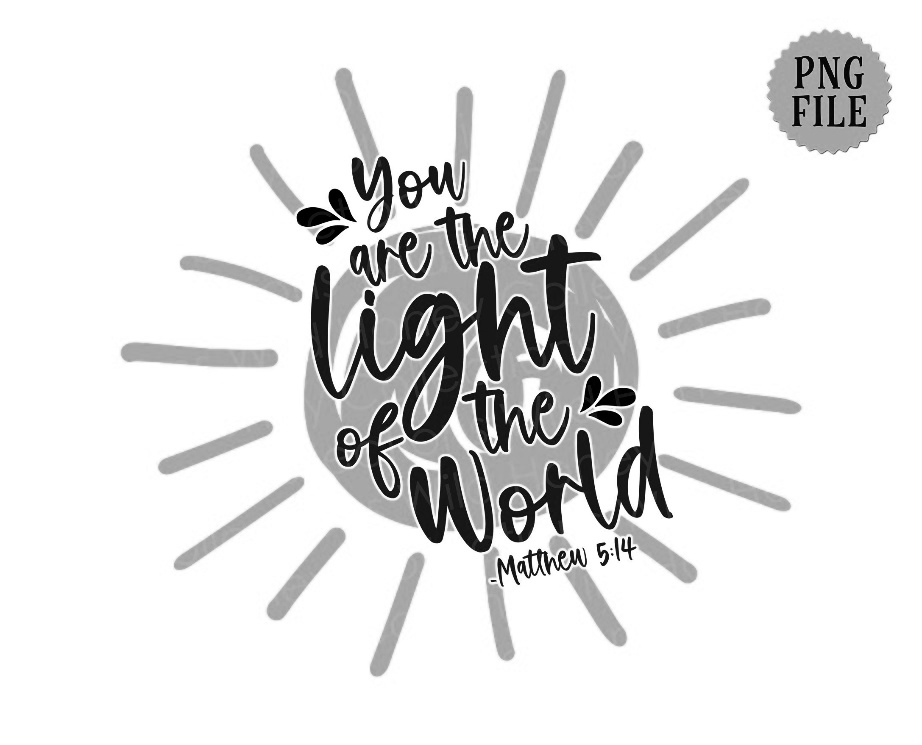 PNG
FILE
You
are the
light
of the
World
-Matthew 5:14